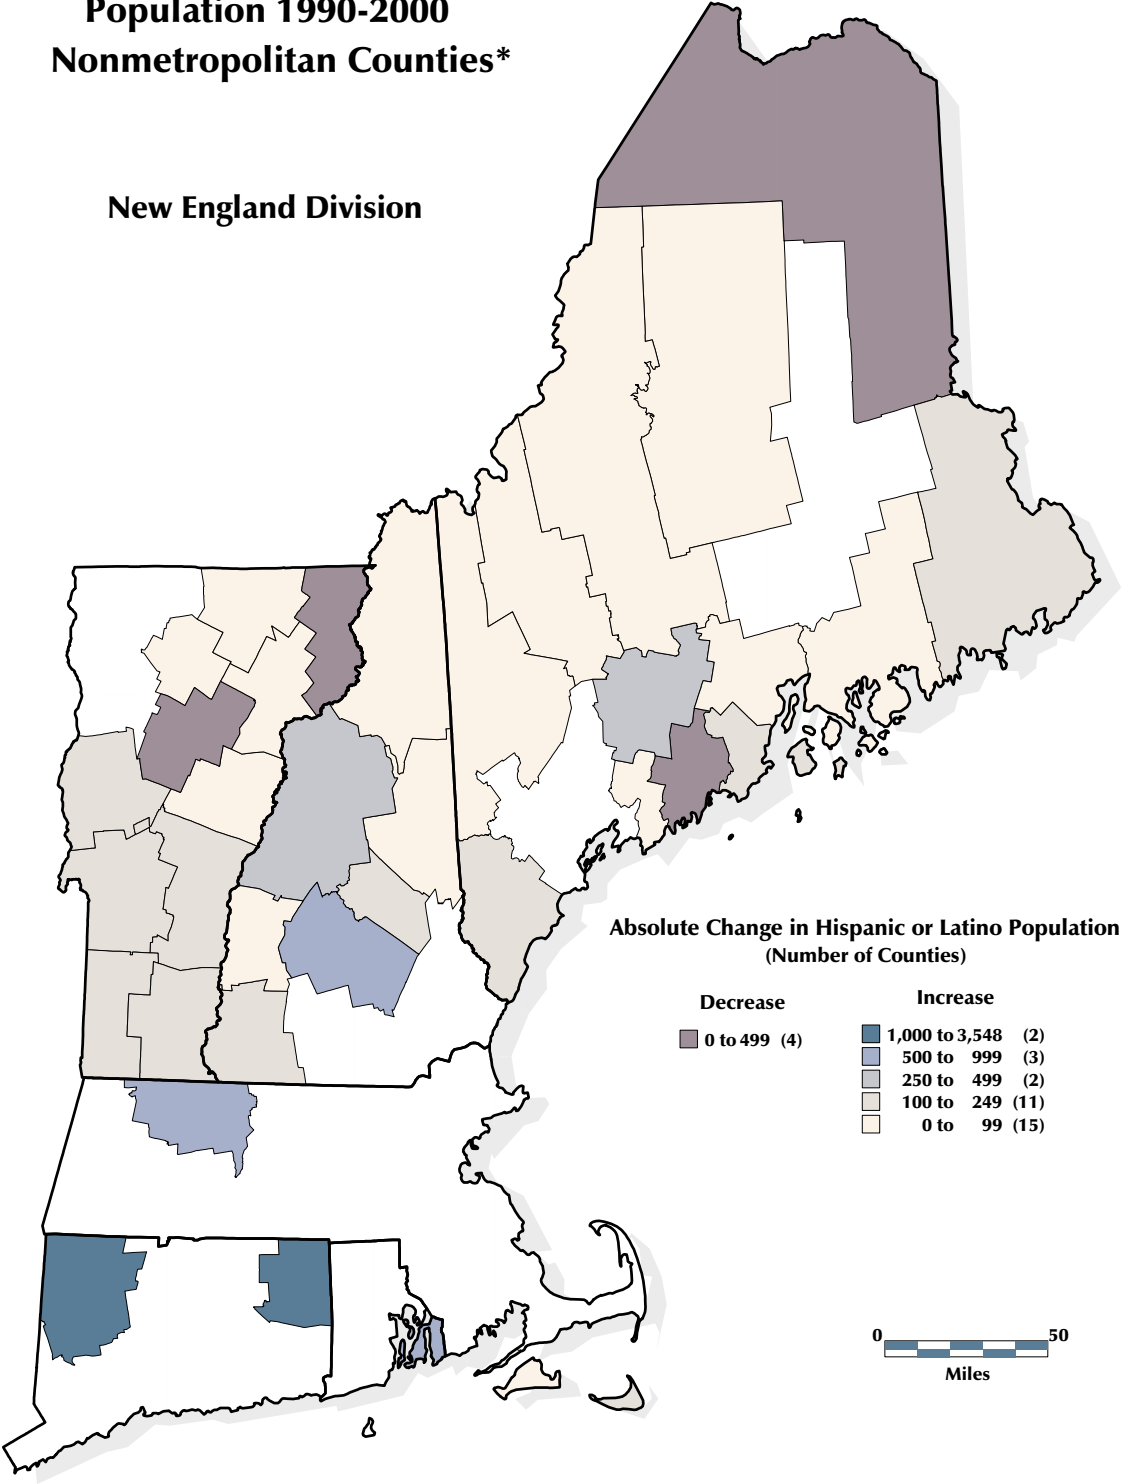 Population 1990-2000
Nonmetropolitan Counties*
New England Division
Absolute Change in Hispanic or Latino Population
(Number of Counties)
Decrease
0 to 499 (4)
Increase
1,000 to 3,548 (2)
500 to 999 (3)
250 to 499 (2)
100 to 249 (11)
0 to 99 (15)
0 50
Miles